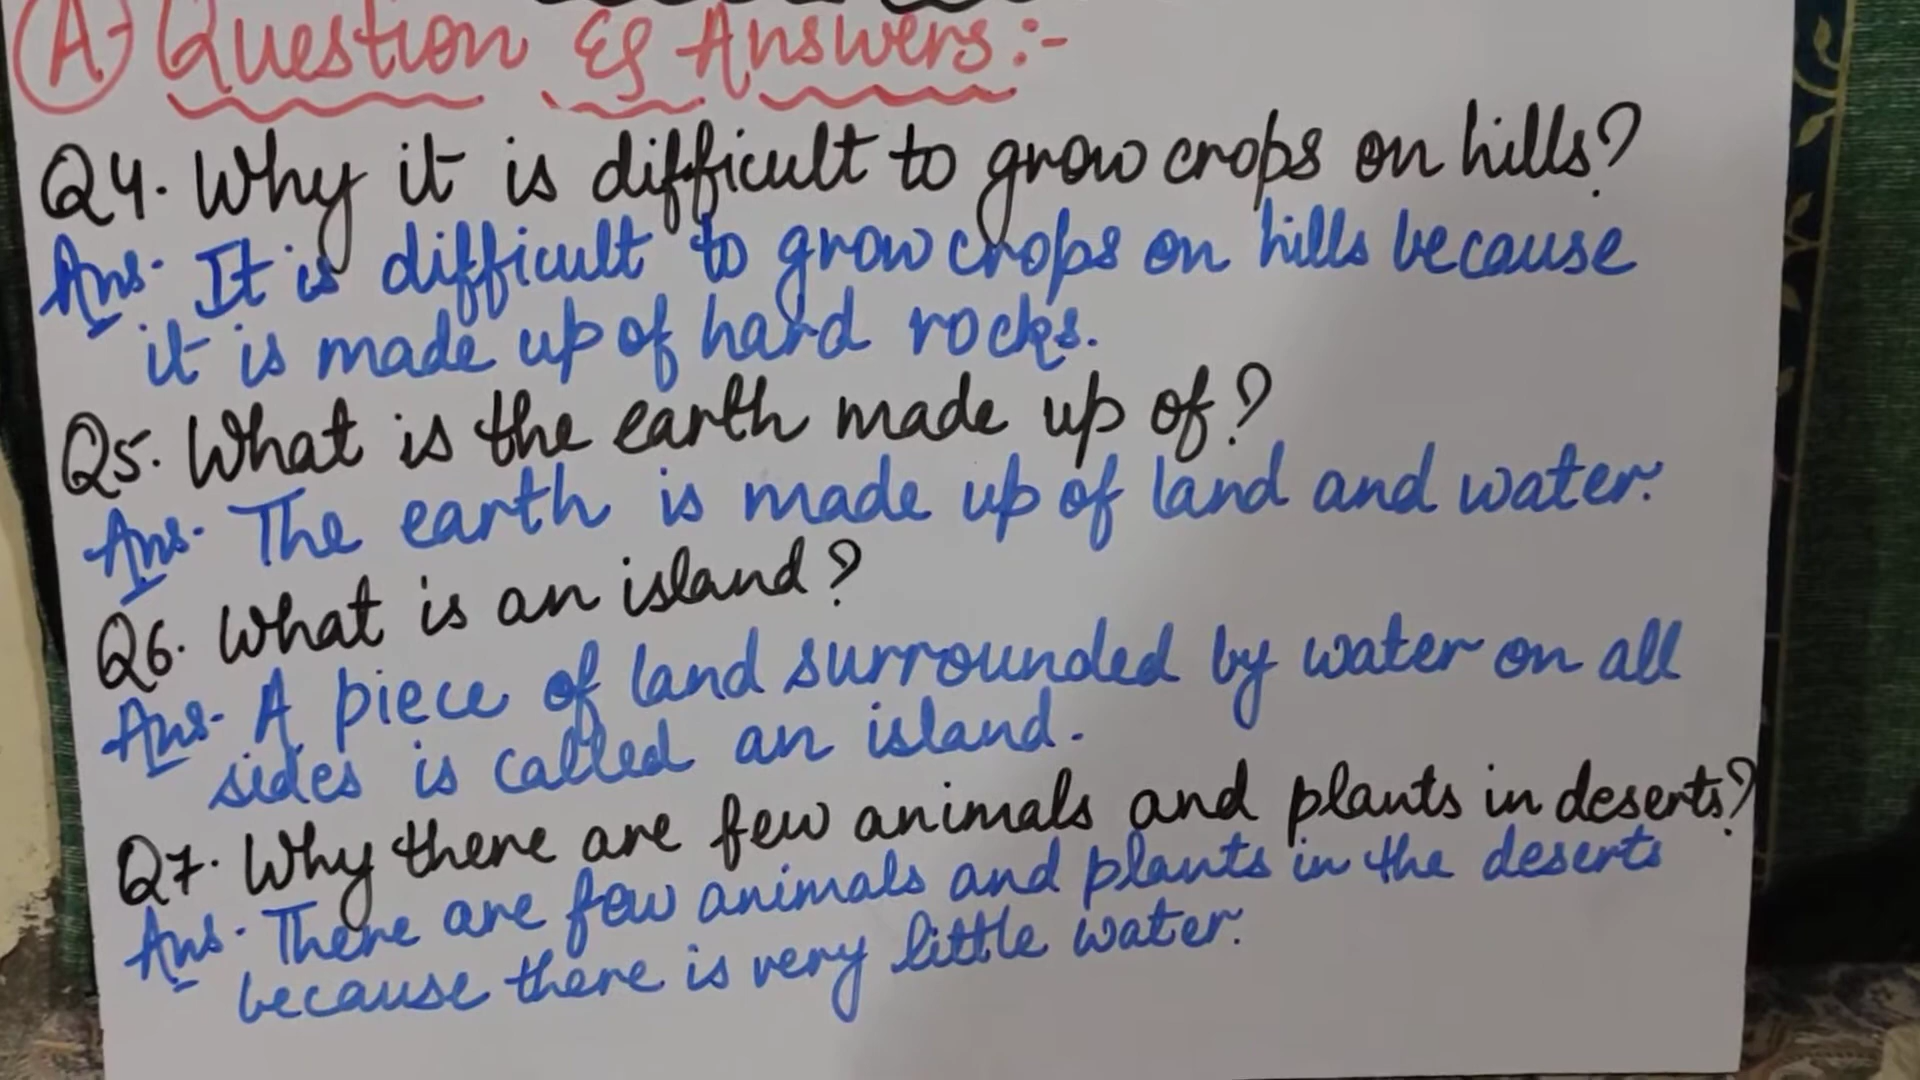 A) Question & Answers:-
Q4. Why it is difficult to grow crops on hills?
Ans. It is difficult to grow crops on hills because
it is made up of hard rocks.
Q5. What is the earth made up of?
Ans. The earth is made up of land and water.
Q6. What is an island?
Ans- A piece of land surrounded by water on all
sides is called an island.
Q7. Why there are few animals and plants in deserts?
Ans. There are few animals and plants in the deserts
because there is very little water.